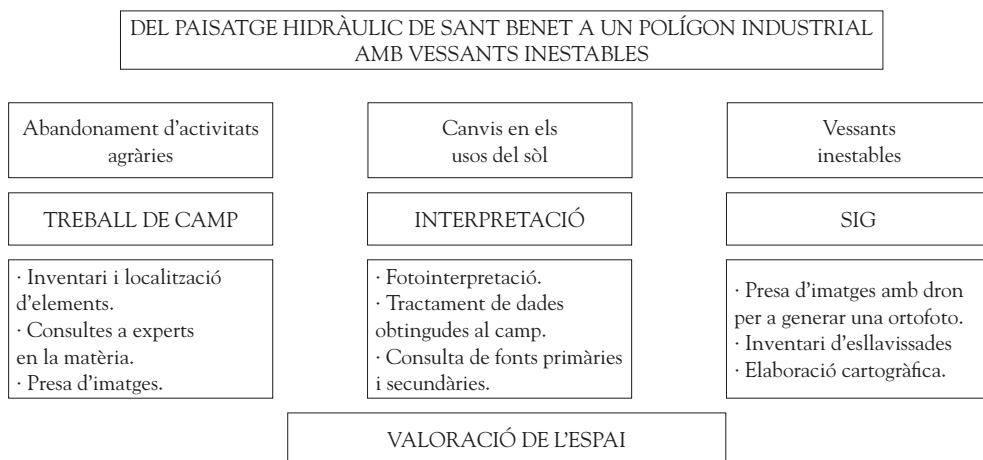 DEL PAISATGE HIDRÀULIC DE SANT BENET A UN POLÍGON INDUSTRIAL
AMB VESSANTS INESTABLES
Abandonament d'activitats
agràries
Canvis en els
usos del sòl
Vessants
inestables
TREBALL DE CAMP
INTERPRETACIÓ
SIG
· Inventari i localització
d'elements.
· Consultes a experts
en la matèria.
· Presa d'imatges.
· Fotointerpretació.
· Tractament de dades
obtingudes al camp.
· Consulta de fonts primàries
i secundàries.
· Presa d'imatges amb dron
per a generar una ortofoto.
· Inventari d'esllavissades
· Elaboració cartogràfica.
VALORACIÓ DE L'ESPAI